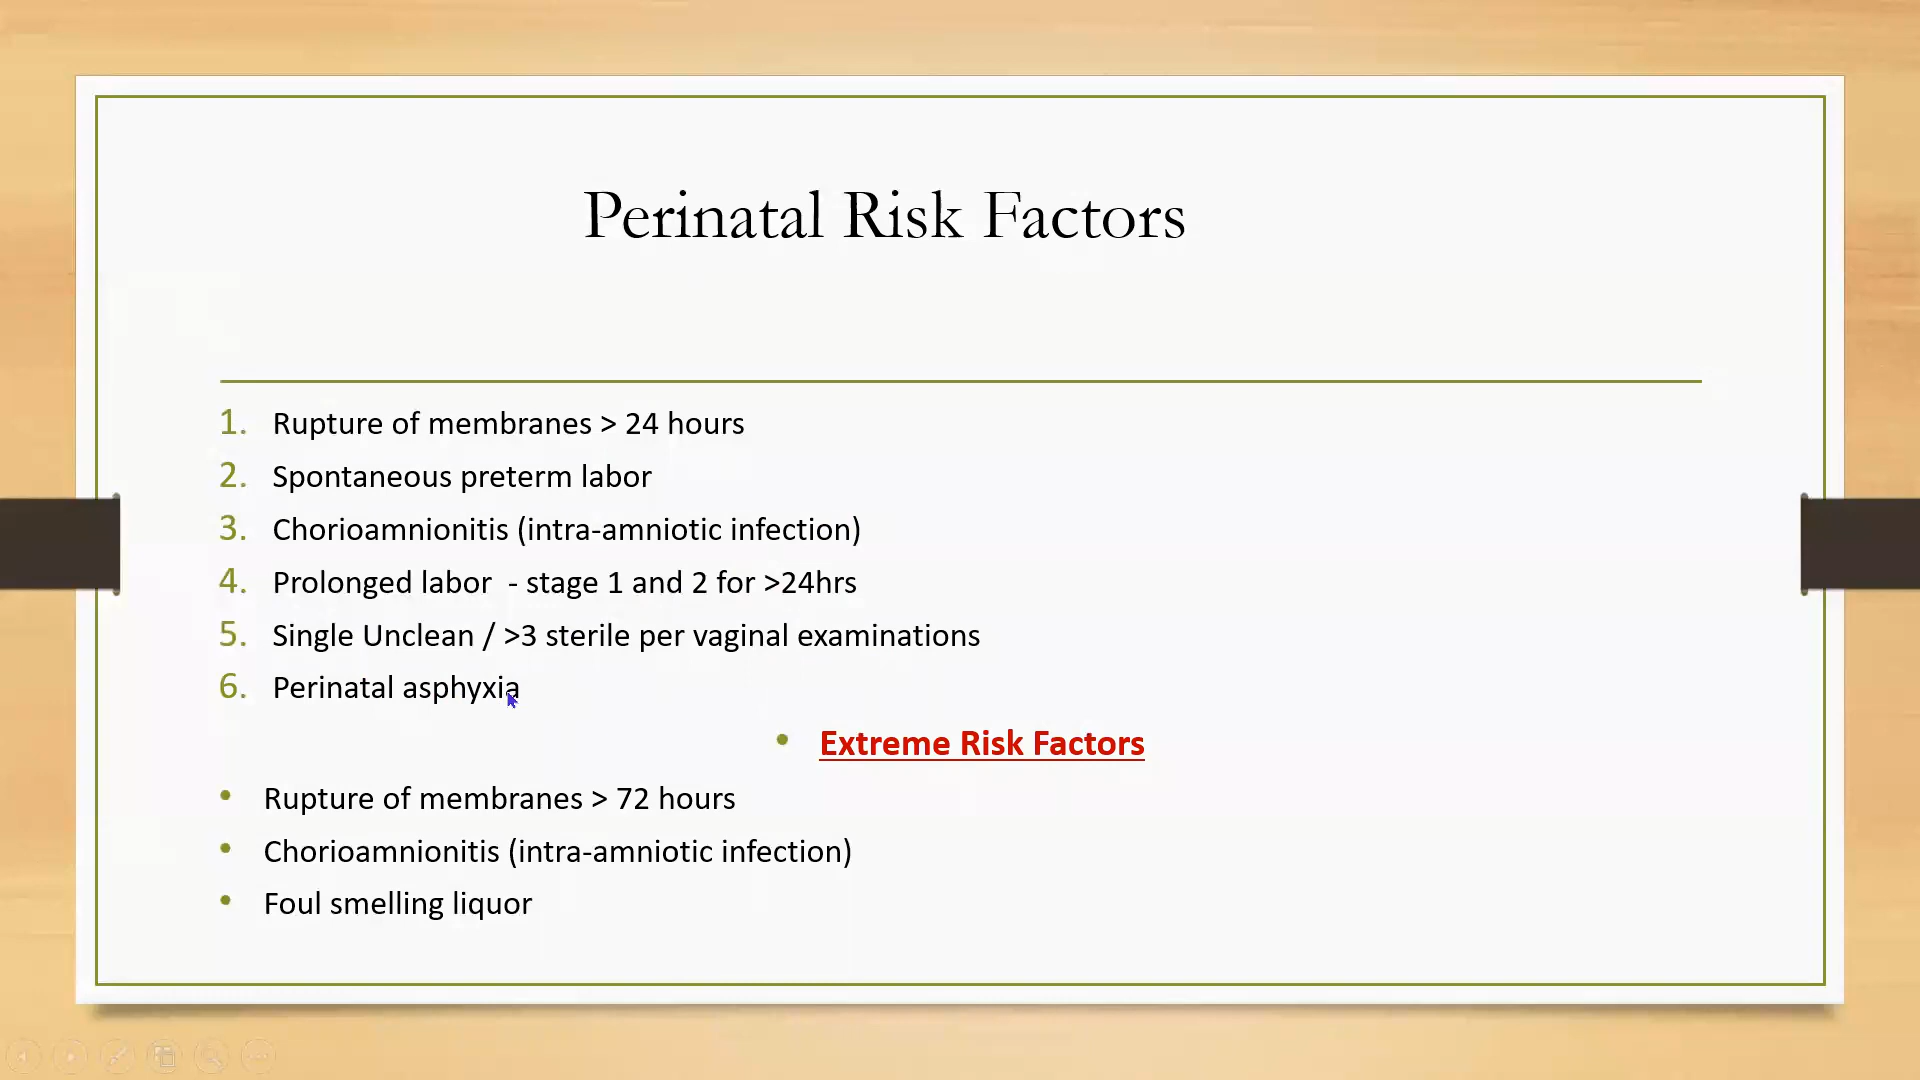 Perinatal Risk Factors
1. Rupture of membranes > 24 hours
2. Spontaneous preterm labor
3. Chorioamnionitis (intra-amniotic infection)
4. Prolonged labor - stage 1 and 2 for >24hrs
5. Single Unclean / >3 sterile per vaginal examinations
6. Perinatal asphyxia
• Extreme Risk Factors
• Rupture of membranes > 72 hours
• Chorioamnionitis (intra-amniotic infection)
• Foul smelling liquor